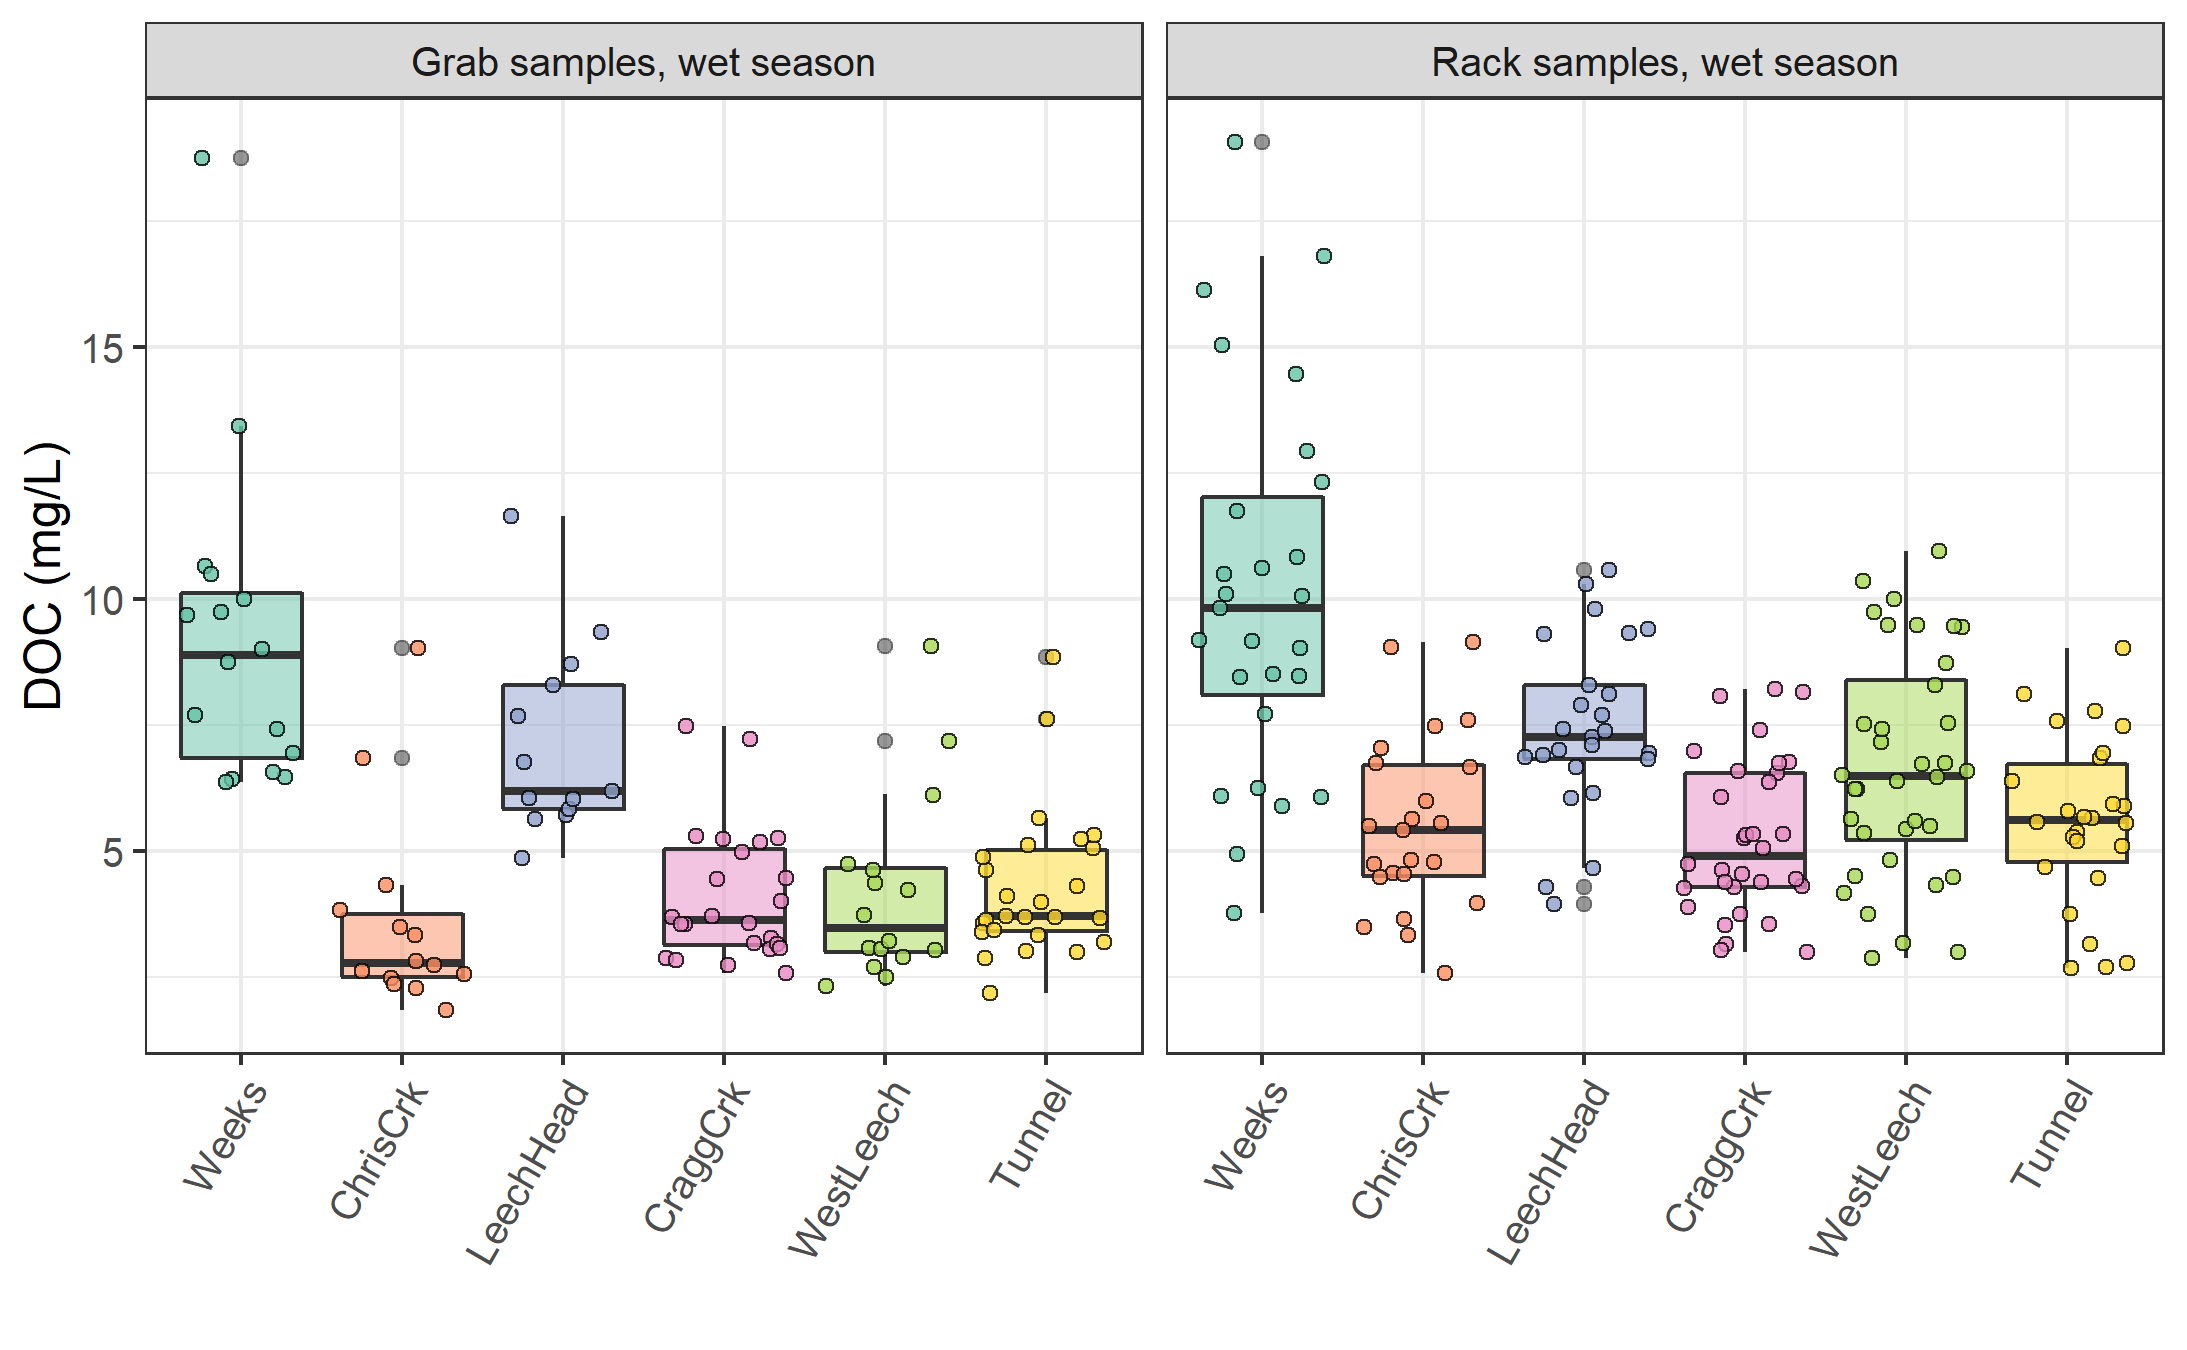 Grab samples, wet season
Rack samples, wet season
DOC (mg/L)
15
10
5
Weeks
ChrisCrk
LeechHead
CraggCrk
WestLeech
Tunnel
Weeks
ChrisCrk
LeechHead
CraggCrk
WestLeech
Tunnel